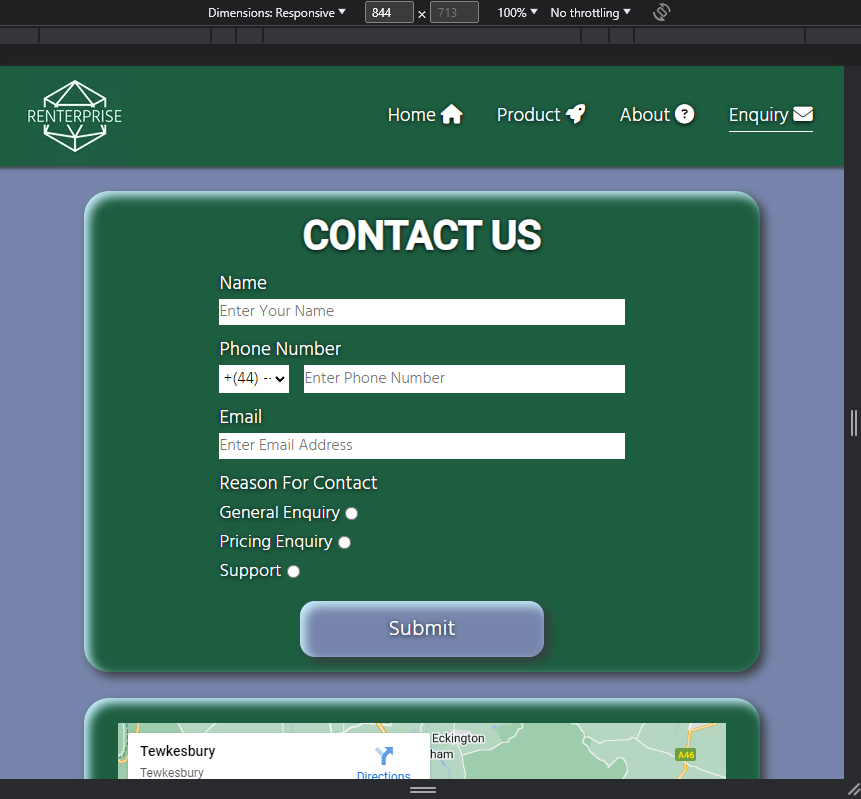 Dimensions: Responsive 844 × 713 100% No throttling
RENTERPRISE
Home Product About ? Enquiry
CONTACT US
Name
Enter Your Name
Phone Number
+(44) -- Enter Phone Number
Email
Enter Email Address
Reason For Contact
General Enquiry
Pricing Enquiry
Support
Submit
Tewkesbury
Tewkesbury
Directions
Eckington
ham
A46